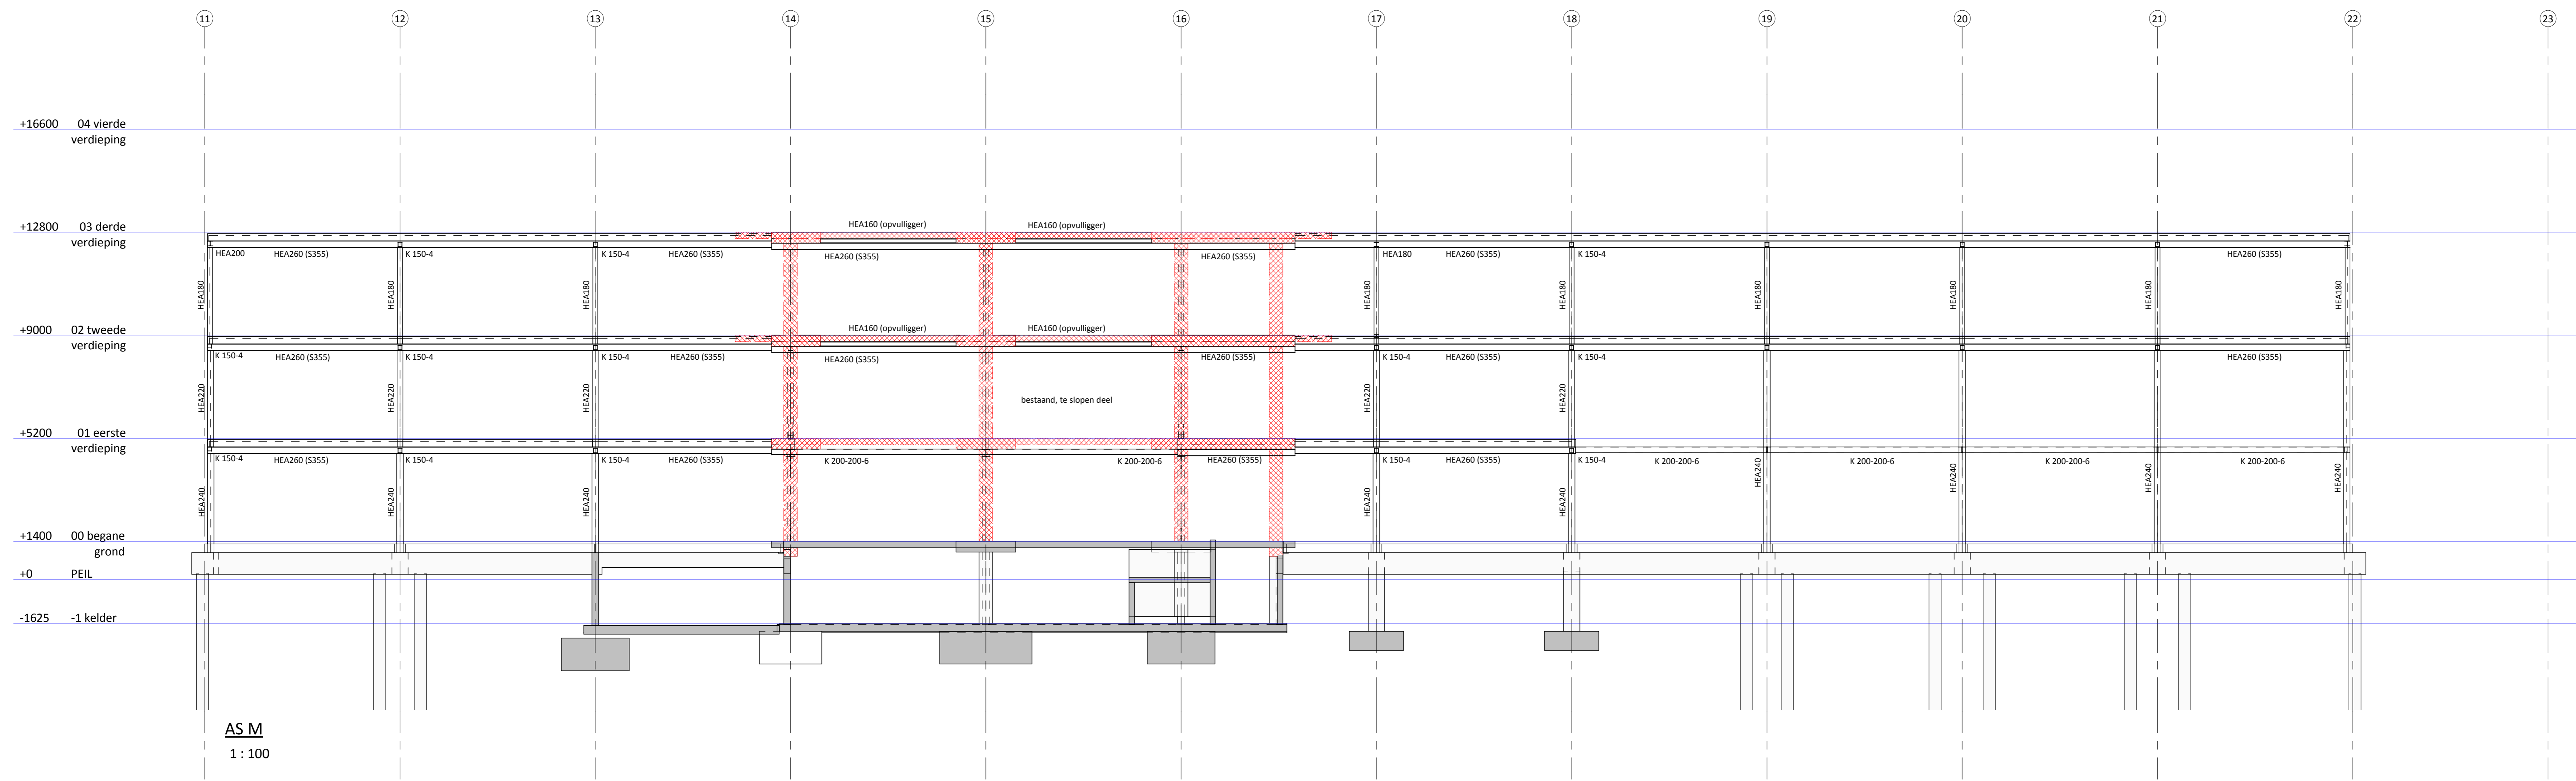 11 12 13 14 15 16 17 18 19 20 21 22 23
+16600 04 vierde
verdieping
HEA160 (opvulligger) HEA160 (opvulligger)
+12800 03 derde
verdieping
HEA200 HEA260 (S355) K 150-4 K 150-4 HEA260 (S355) HEA260 (S355) HEA260 (S355) HEA180 HEA260 (S355) K 150-4 HEA260 (S355)
HEA180 HEA180 HEA180 HEA180 HEA180 HEA180 HEA180 HEA180 HEA180
HEA160 (opvulligger) HEA160 (opvulligger)
+9000 02 tweede
verdieping
K 150-4 HEA260 (S355) K 150-4 K 150-4 HEA260 (S355) HEA260 (S355) HEA260 (S355) K 150-4 HEA260 (S355) K 150-4 HEA260 (S355)
HEA220 HEA220 HEA220 HEA220 HEA220
bestaand, te slopen deel
+5200 01 eerste
verdieping
K 150-4 HEA260 (S355) K 150-4 K 150-4 HEA260 (S355) K 200-200-6 K 200-200-6 HEA260 (S355) K 150-4 HEA260 (S355) K 150-4 K 200-200-6 K 200-200-6 K 200-200-6 K 200-200-6
HEA240 HEA240 HEA240 HEA240 HEA240 HEA240 HEA240 HEA240 HEA240
+1400 00 begane
grond
+0 PEIL
-1625 -1 kelder
AS M
1 : 100